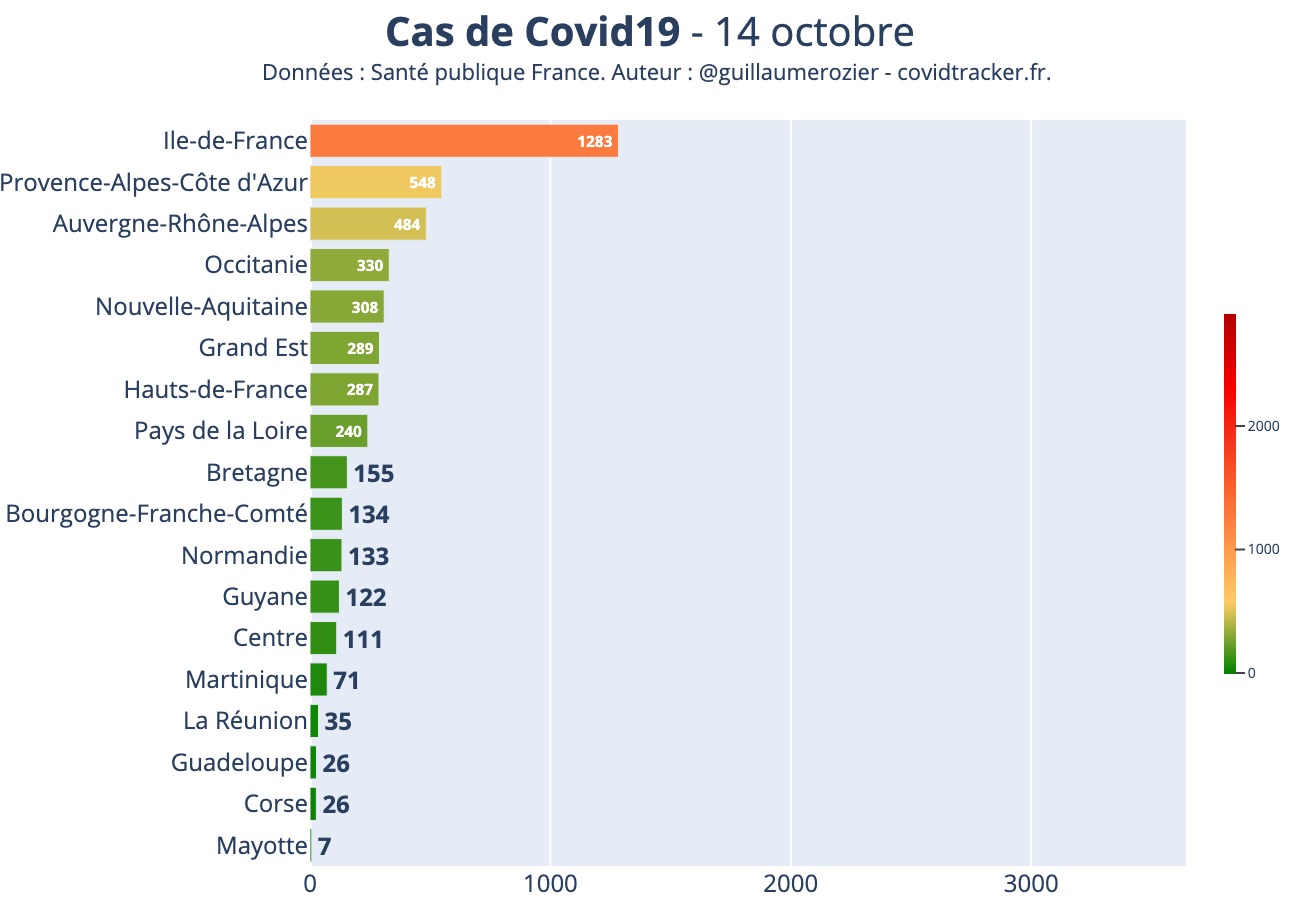 Cas de Covid19 - 14 octobre
Données : Santé publique France. Auteur : @guillaumerozier - covidtracker.fr.
Ile-de-France 1283
Provence-Alpes-Côte d'Azur 548
Auvergne-Rhône-Alpes 484
Occitanie 330
Nouvelle-Aquitaine 308
Grand Est 289
Hauts-de-France 287
Pays de la Loire 240
Bretagne 155
Bourgogne-Franche-Comté 134
Normandie 133
Guyane 122
Centre 111
Martinique 71
La Réunion 35
Guadeloupe 26
Corse 26
Mayotte 7
0 1000 2000 3000
2000
1000
0